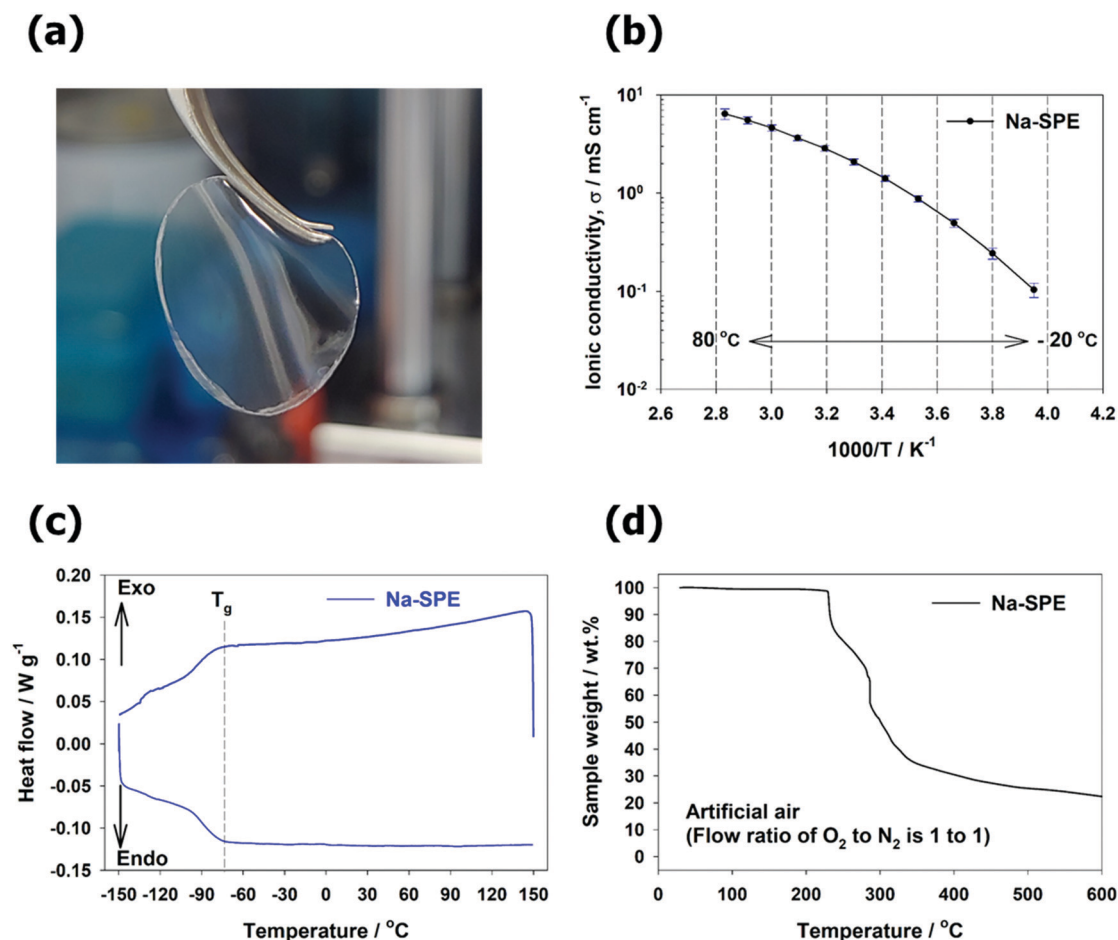 (a)
(b)
Ionic conductivity, σ / mS cm⁻¹
10¹
10⁰
10⁻¹
10⁻²
Na-SPE
80 °C
- 20 °C
2.6 2.8 3.0 3.2 3.4 3.6 3.8 4.0 4.2
1000/T / K⁻¹
(c)
Heat flow / W g⁻¹
0.20
0.15
0.10
0.05
0.00
-0.05
-0.10
-0.15
Exo
Tg
Na-SPE
Endo
-150 -120 -90 -60 -30 0 30 60 90 120 150
Temperature / °C
(d)
Sample weight / wt.%
100
90
80
70
60
50
40
30
20
10
0
Na-SPE
Artificial air
(Flow ratio of O₂ to N₂ is 1 to 1)
0 100 200 300 400 500 600
Temperature / °C